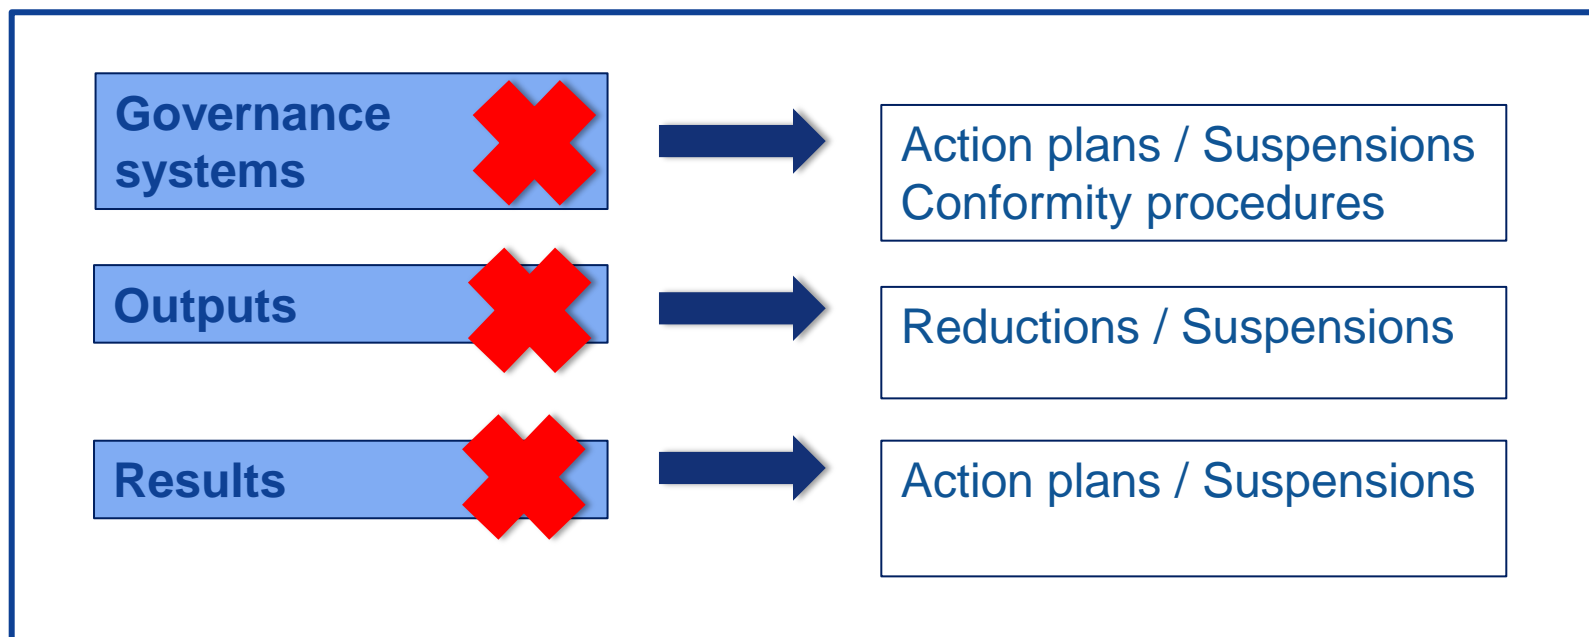 Governance
systems
Action plans / Suspensions
Conformity procedures
Outputs
Reductions / Suspensions
Results
Action plans / Suspensions